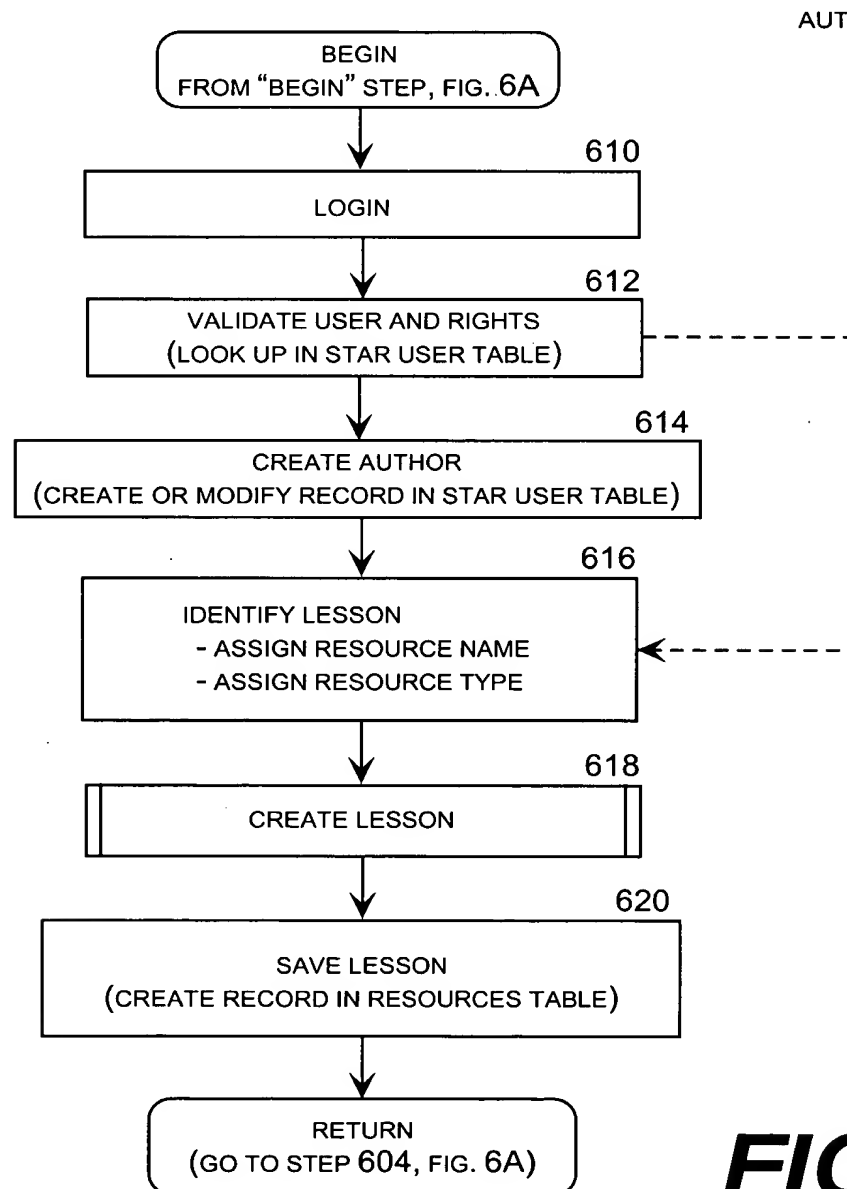 AUT
BEGIN
FROM "BEGIN" STEP, FIG. 6A
610
LOGIN
612
VALIDATE USER AND RIGHTS
(LOOK UP IN STAR USER TABLE)
614
CREATE AUTHOR
(CREATE OR MODIFY RECORD IN STAR USER TABLE)
616
IDENTIFY LESSON
- ASSIGN RESOURCE NAME
- ASSIGN RESOURCE TYPE
618
CREATE LESSON
620
SAVE LESSON
(CREATE RECORD IN RESOURCES TABLE)
RETURN
(GO TO STEP 604, FIG. 6A)
FIG